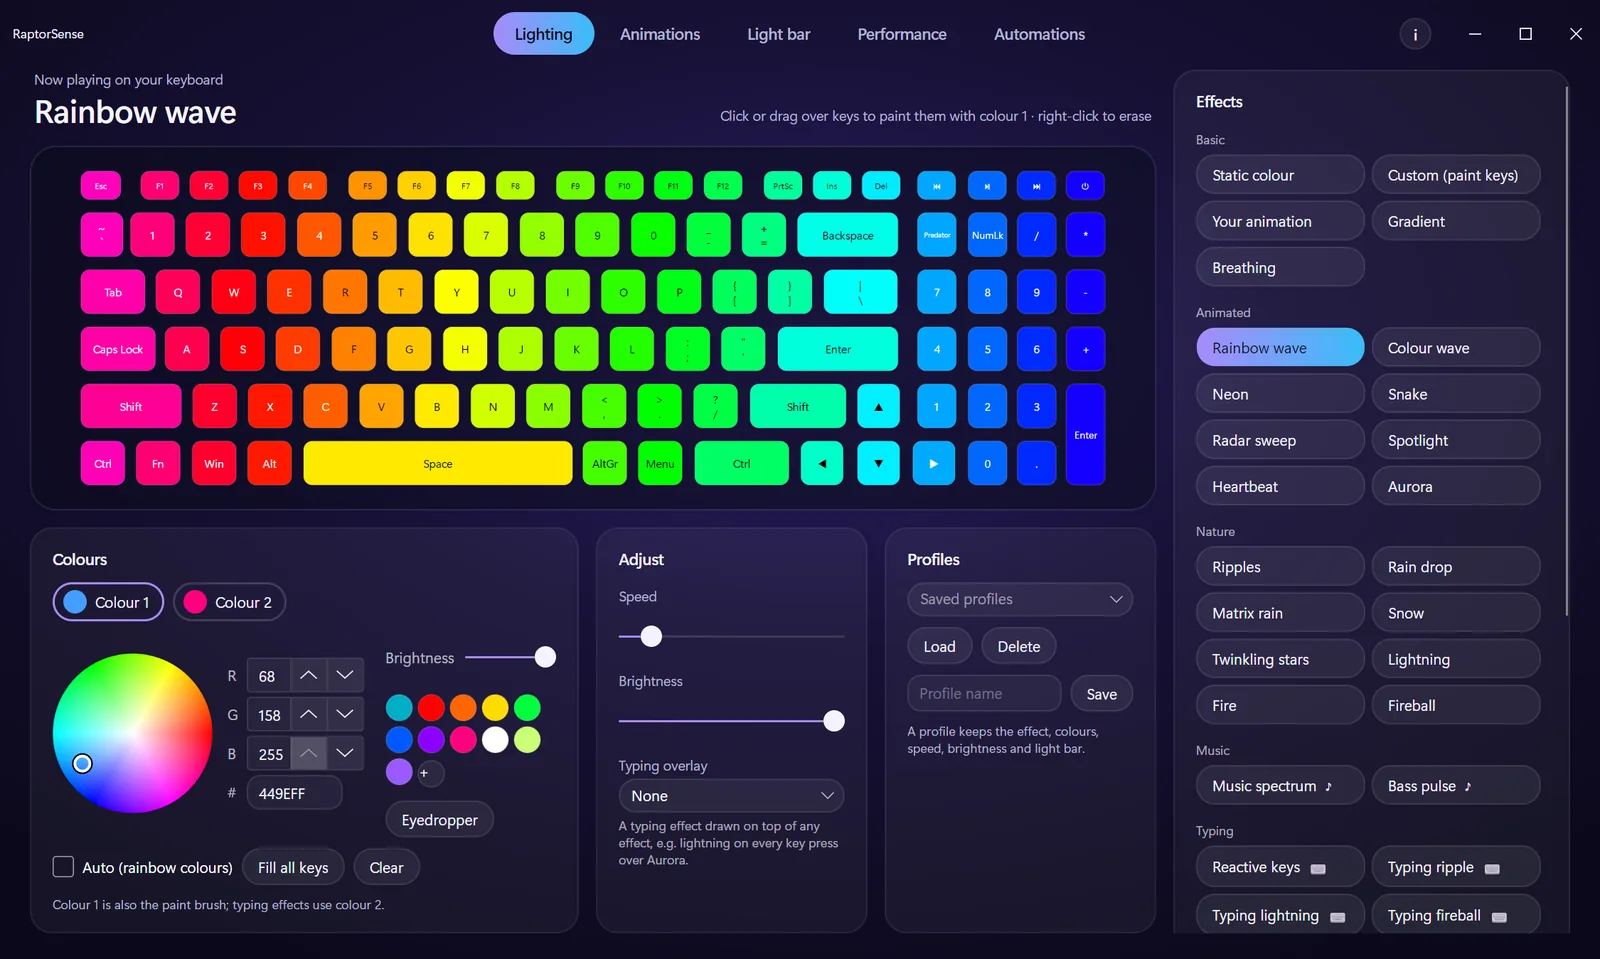 RaptorSense
Lighting
Animations
Light bar
Performance
Automations
i
Now playing on your keyboard
Rainbow wave
Click or drag over keys to paint them with colour 1 · right-click to erase
Esc F1 F2 F3 F4 F5 F6 F7 F8 F9 F10 F11 F12 PrtSc Ins Del
~ ` 1 2 3 4 5 6 7 8 9 0 _ - + = Backspace Predator NumLk / *
Tab Q W E R T Y U I O P { [ } ] | \ 7 8 9 -
Caps Lock A S D F G H J K L : ; " ' Enter 4 5 6 +
Shift Z X C V B N M < , > . ? / Shift ▲ 1 2 3 Enter
Ctrl Fn Win Alt Space AltGr Menu Ctrl ◀ ▼ ▶ 0 .
Colours
Colour 1
Colour 2
R 68
G 158
B 255
# 449EFF
Brightness
+
Eyedropper
Auto (rainbow colours)
Fill all keys
Clear
Colour 1 is also the paint brush; typing effects use colour 2.
Adjust
Speed
Brightness
Typing overlay
None
A typing effect drawn on top of any
effect, e.g. lightning on every key press
over Aurora.
Profiles
Saved profiles
Load
Delete
Profile name
Save
A profile keeps the effect, colours,
speed, brightness and light bar.
Effects
Basic
Static colour
Custom (paint keys)
Your animation
Gradient
Breathing
Animated
Rainbow wave
Colour wave
Neon
Snake
Radar sweep
Spotlight
Heartbeat
Aurora
Nature
Ripples
Rain drop
Matrix rain
Snow
Twinkling stars
Lightning
Fire
Fireball
Music
Music spectrum ♪
Bass pulse ♪
Typing
Reactive keys
Typing ripple
Typing lightning
Typing fireball